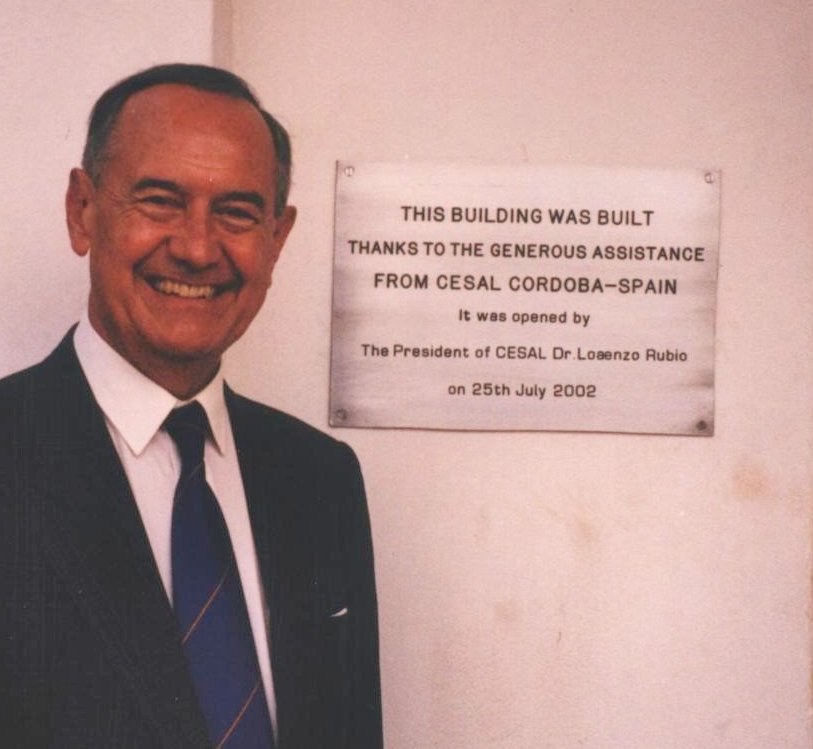 THIS BUILDING WAS BUILT
THANKS TO THE GENEROUS ASSISTANCE
FROM CESAL CORDOBA-SPAIN
It was opened by
The President of CESAL Dr.Loaenzo Rubio
on 25th July 2002